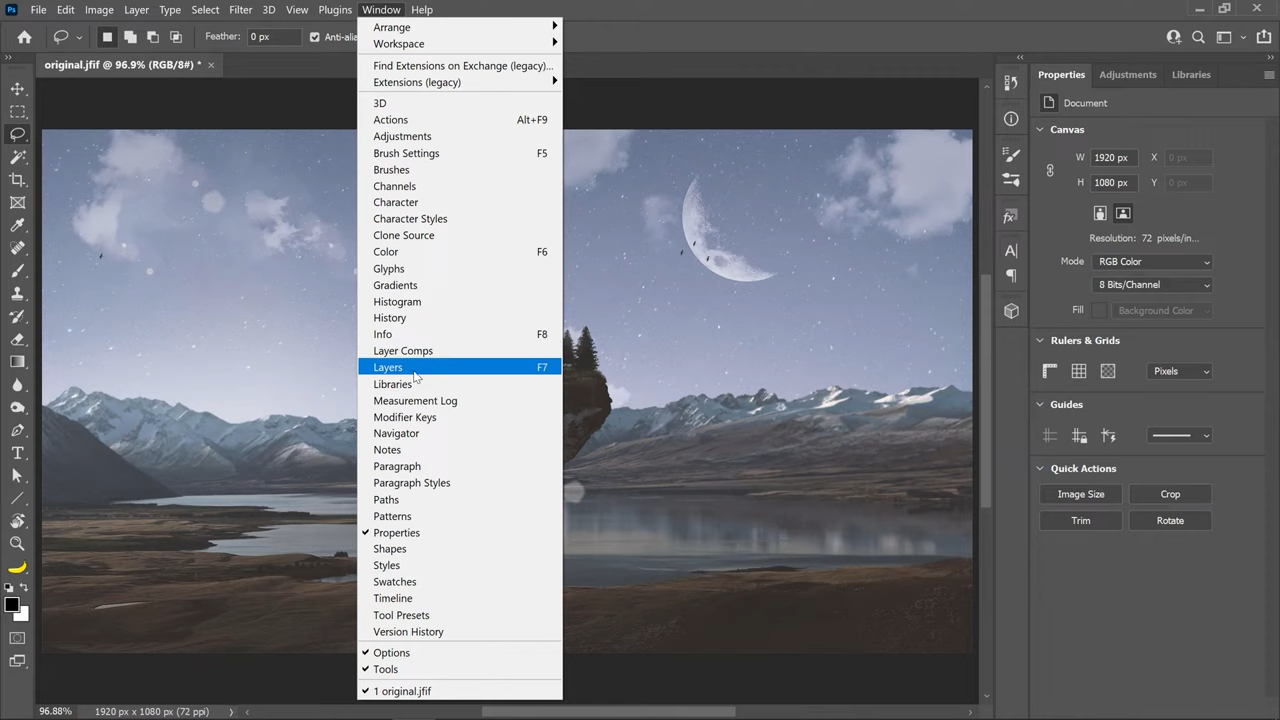 Ps File Edit Image Layer Type Select Filter 3D View Plugins Window Help
Feather: 0 px Anti-alia
original.jfif @ 96.9% (RGB/8#) * ×
Arrange
Workspace
Find Extensions on Exchange (legacy)...
Extensions (legacy)
3D
Actions Alt+F9
Adjustments
Brush Settings F5
Brushes
Channels
Character
Character Styles
Clone Source
Color F6
Glyphs
Gradients
Histogram
History
Info F8
Layer Comps
Layers F7
Libraries
Measurement Log
Modifier Keys
Navigator
Notes
Paragraph
Paragraph Styles
Paths
Patterns
Properties
Shapes
Styles
Swatches
Timeline
Tool Presets
Version History
Options
Tools
1 original.jfif
Properties Adjustments Libraries
Document
Canvas
W 1920 px X 0 px
H 1080 px Y 0 px
Resolution: 72 pixels/in...
Mode RGB Color
8 Bits/Channel
Fill Background Color
Rulers & Grids
Pixels
Guides
Quick Actions
Image Size Crop
Trim Rotate
96.88% 1920 px x 1080 px (72 ppi)